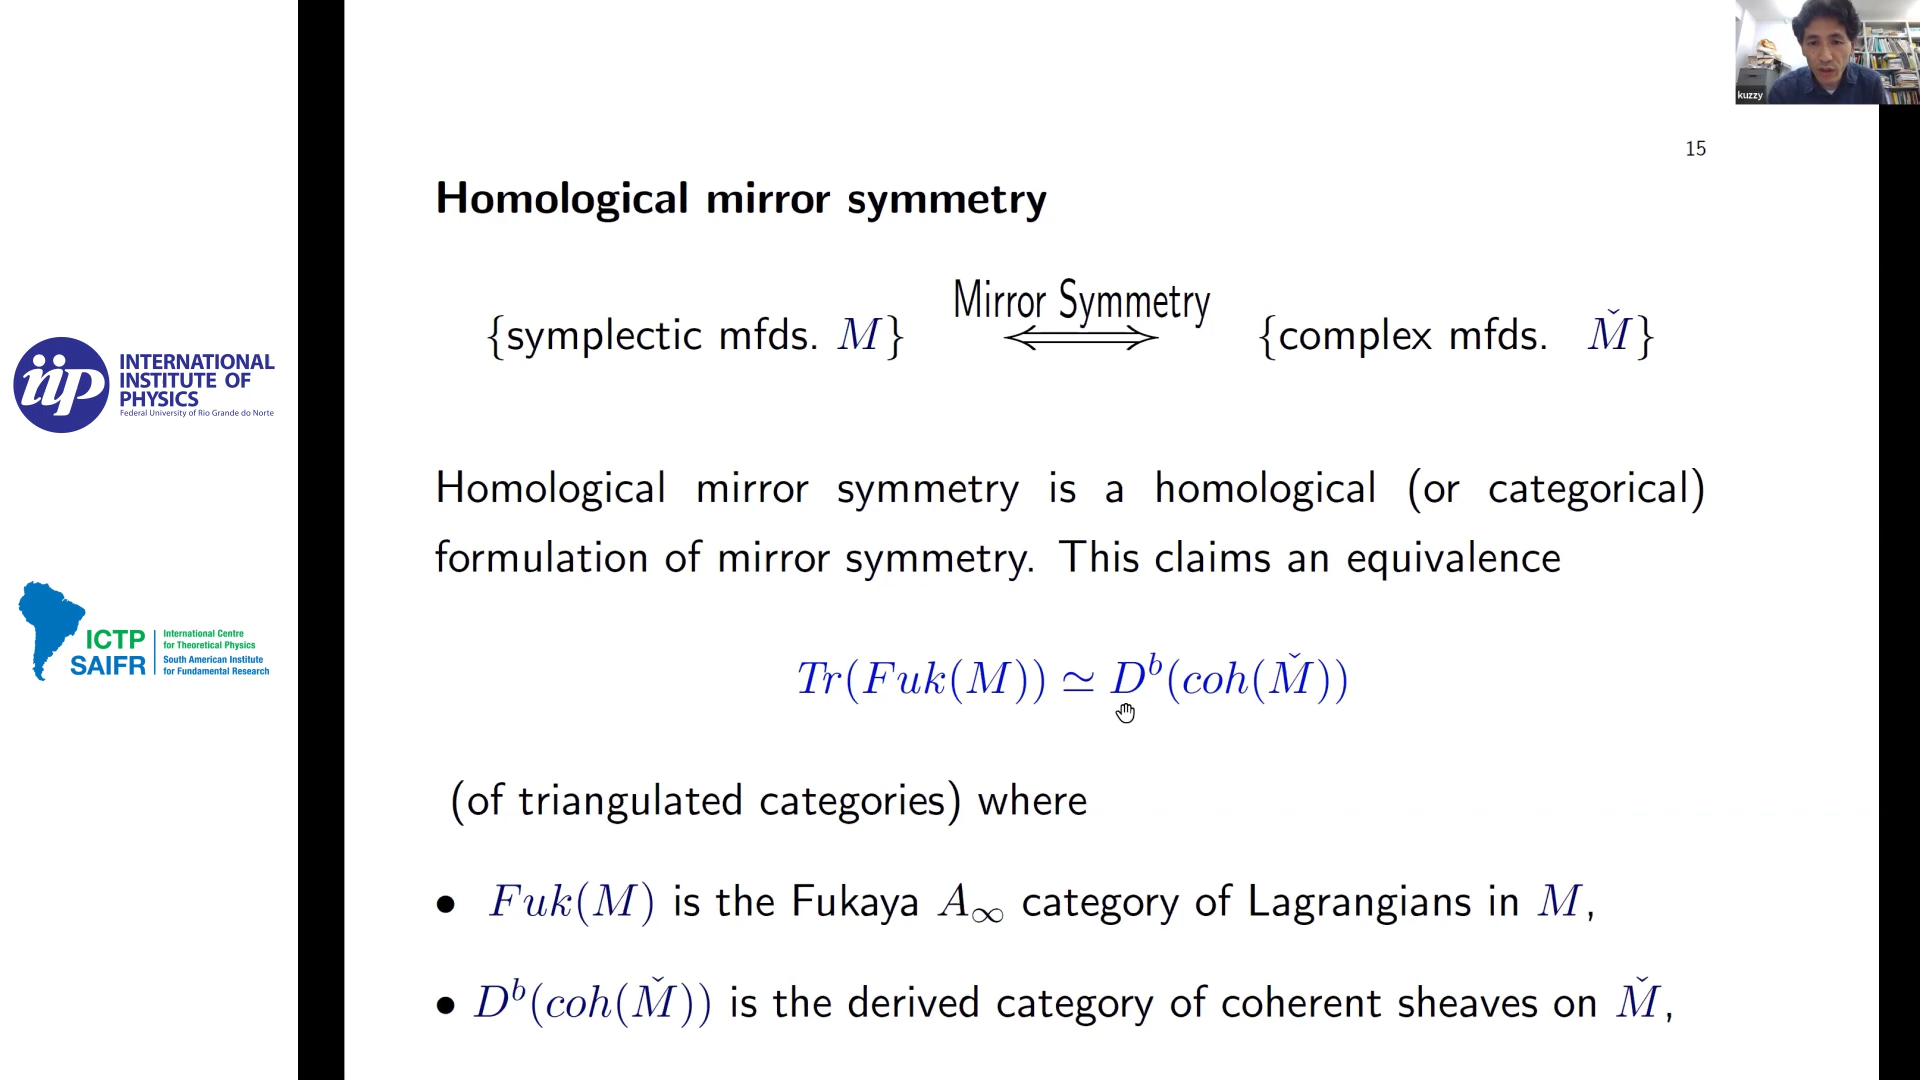 INTERNATIONAL
INSTITUTE OF
PHYSICS
Federal University of Rio Grande do Norte
iip
ICTP
SAIFR
International Centre
for Theoretical Physics
South American Institute
for Fundamental Research
kuzzy
15
Homological mirror symmetry
Mirror Symmetry
{symplectic mfds. M} ⟺ {complex mfds. M̌}
Homological mirror symmetry is a homological (or categorical)
formulation of mirror symmetry. This claims an equivalence
Tr(Fuk(M)) ≃ Dᵇ(coh(M̌))
(of triangulated categories) where
• Fuk(M) is the Fukaya A∞ category of Lagrangians in M,
• Dᵇ(coh(M̌)) is the derived category of coherent sheaves on M̌,